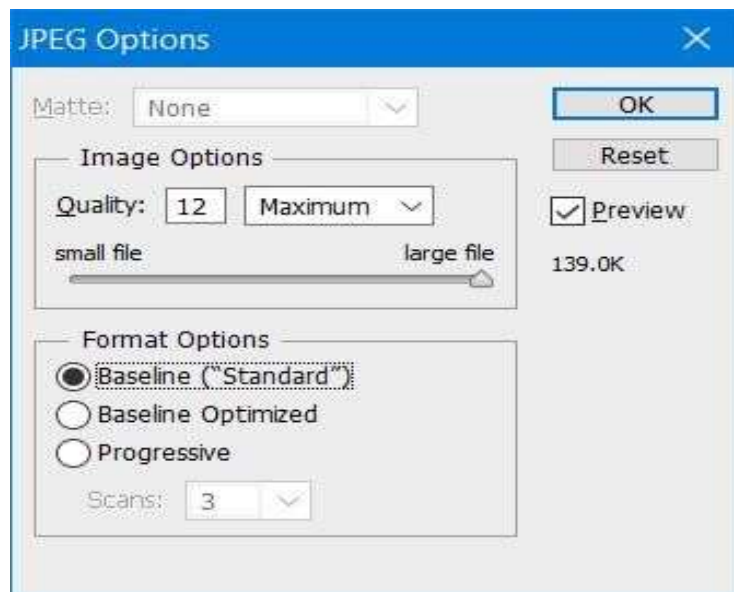 JPEG Options
Matte: None
OK
Image Options
Reset
Quality: 12 Maximum
Preview
small file large file
139.0K
Format Options
Baseline (“Standard”)
Baseline Optimized
Progressive
Scans: 3